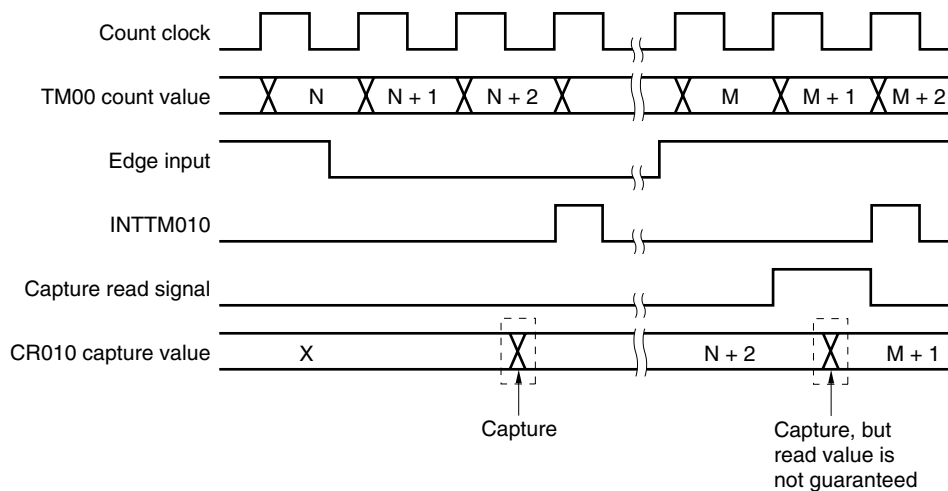 Count clock
TM00 count value N N + 1 N + 2 M M + 1 M + 2
Edge input
INTTM010
Capture read signal
CR010 capture value X N + 2 M + 1
Capture
Capture, but
read value is
not guaranteed